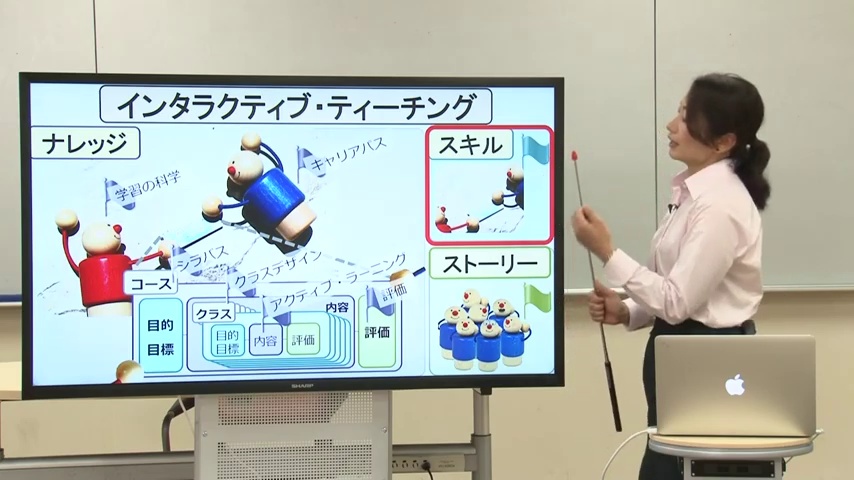 インタラクティブ・ティーチング
ナレッジ
スキル
学習の科学
キャリアパス
シラバス
クラスデザイン
アクティブ・ラーニング
評価
ストーリー
コース
目的
目標
クラス
目的
目標
内容
評価
内容
評価
SHARP